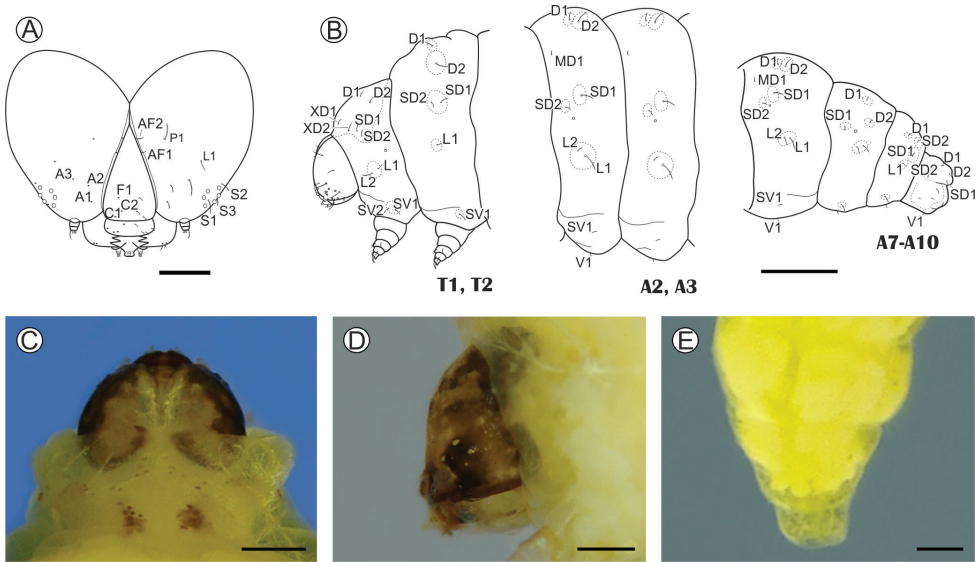 A
AF2
P1
AF1
L1
A3
A2
F1
A1
C2
C1
S2
S3
S1
B
D1
D2
D1 D2
SD2 SD1
XD1
XD2
SD1
SD2
L1
L1
L2
SV2 SV1
SV1
T1, T2
D1
D2
MD1
SD2 SD1
L2
L1
SV1
V1
A2, A3
D1 D2
MD1
SD1
SD2
L2
L1
SV1
V1
D1
SD1 D2
D1
SD1 SD2
L1 SD2
D1
D2
SD1
V1
A7-A10
C
D
E